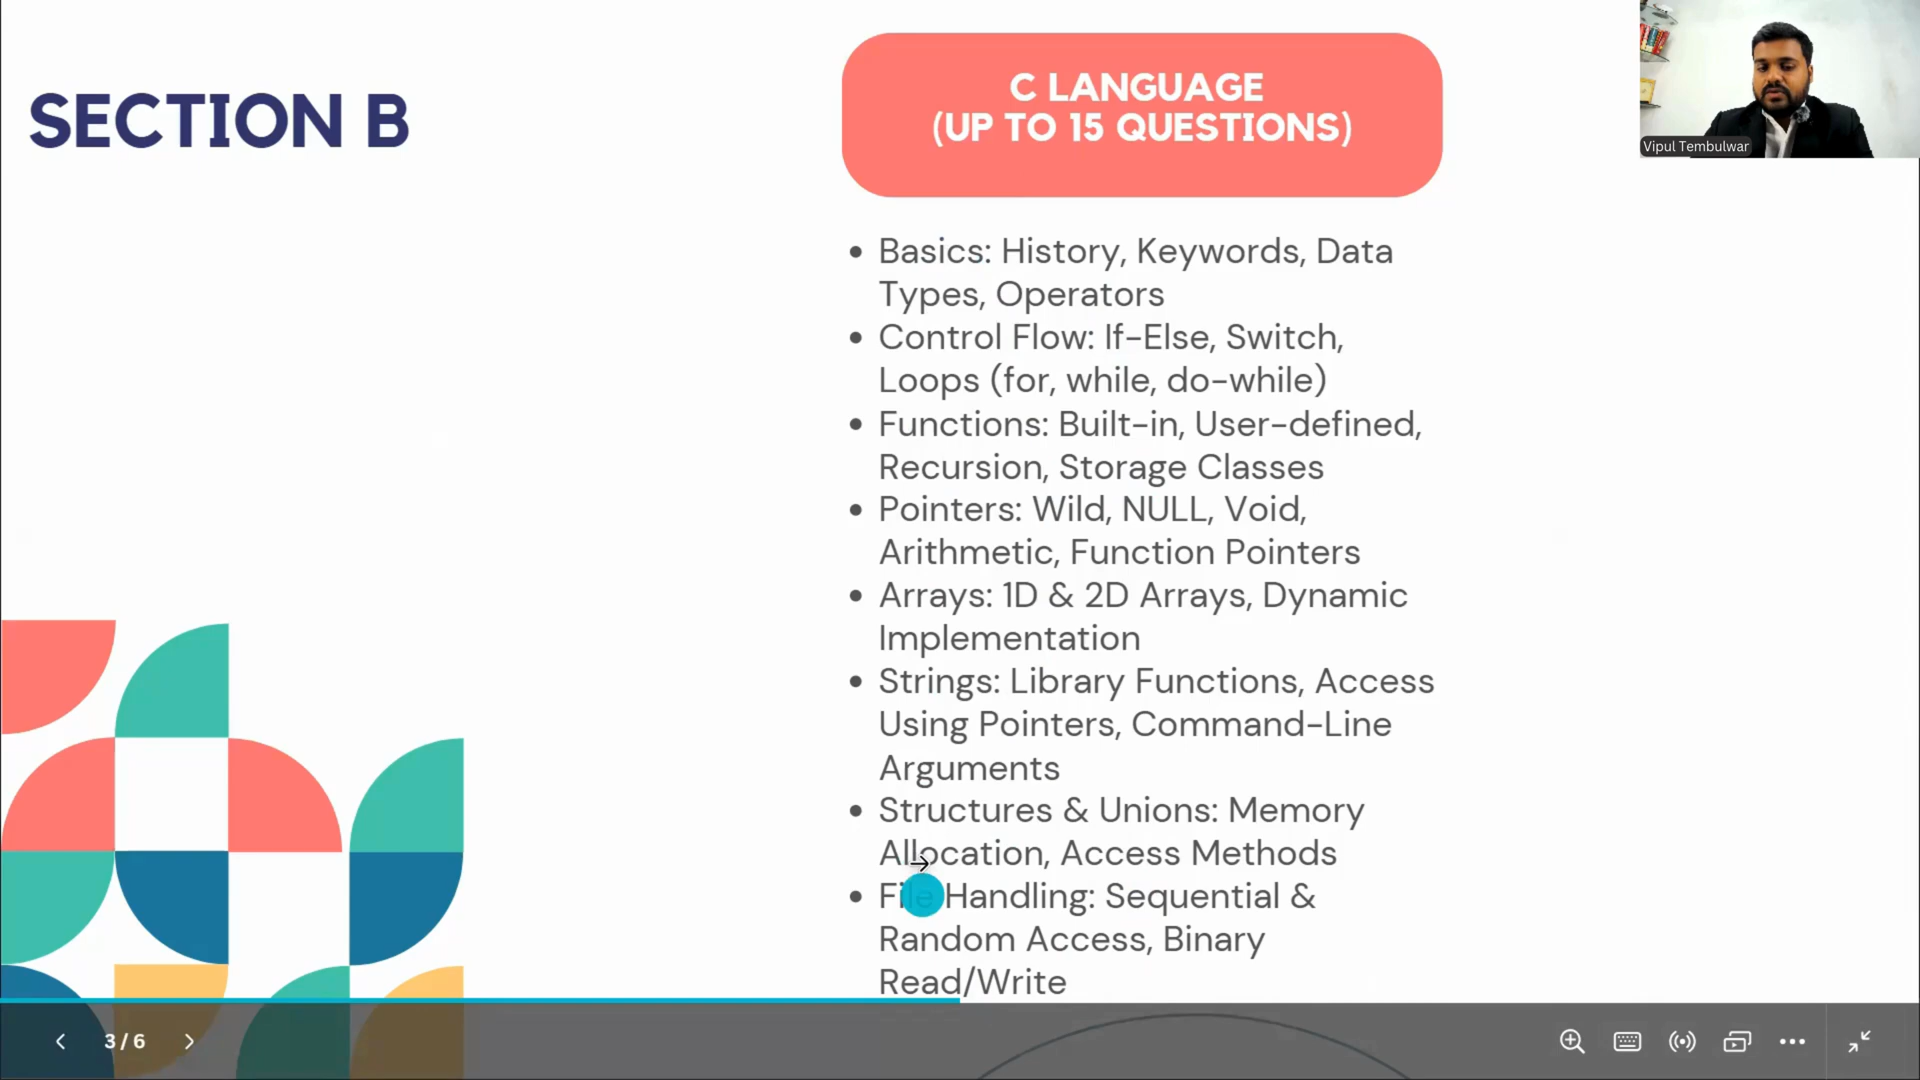 SECTION B
C LANGUAGE
(UP TO 15 QUESTIONS)
Vipul Tembulwar
• Basics: History, Keywords, Data
Types, Operators
• Control Flow: If-Else, Switch,
Loops (for, while, do-while)
• Functions: Built-in, User-defined,
Recursion, Storage Classes
• Pointers: Wild, NULL, Void,
Arithmetic, Function Pointers
• Arrays: 1D & 2D Arrays, Dynamic
Implementation
• Strings: Library Functions, Access
Using Pointers, Command-Line
Arguments
• Structures & Unions: Memory
Allocation, Access Methods
• File Handling: Sequential &
Random Access, Binary
Read/Write
3 / 6